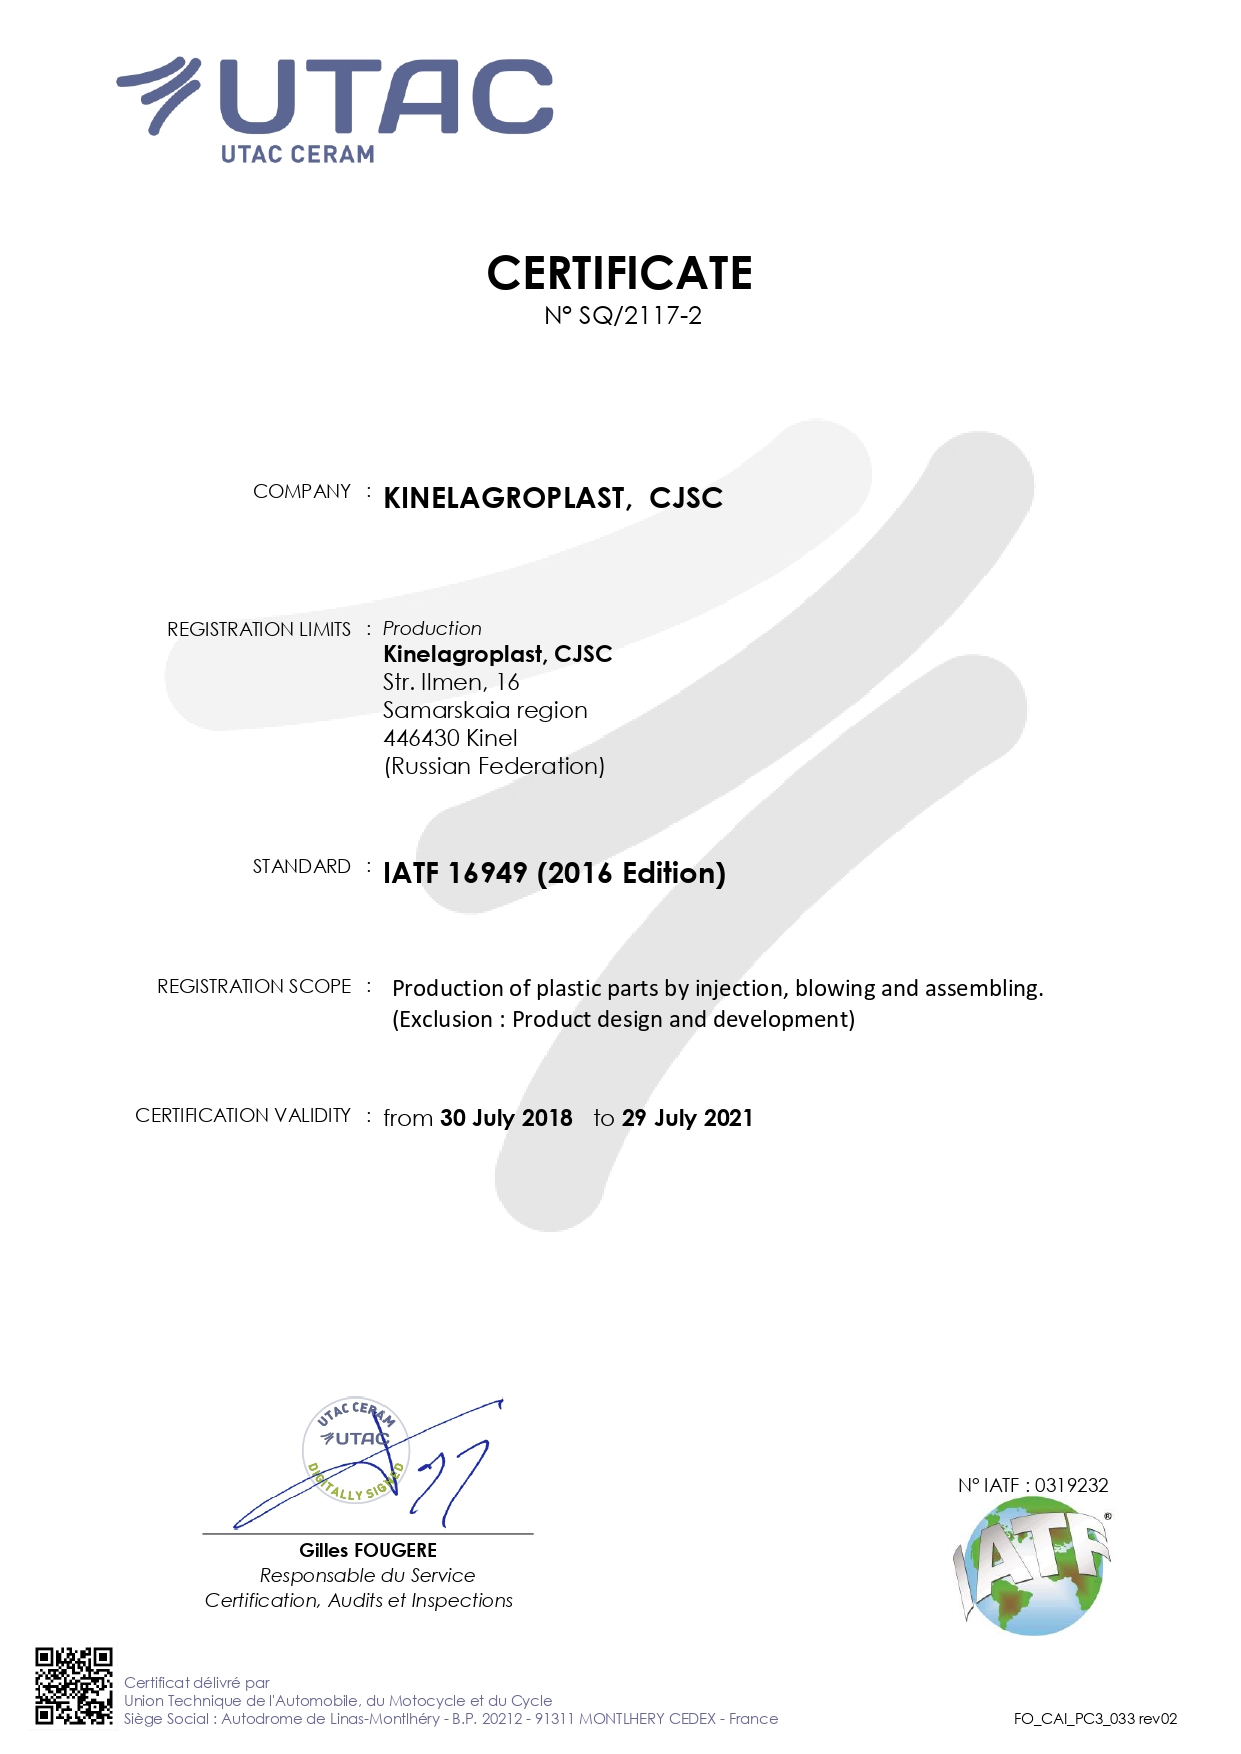 UTAC
UTAC CERAM
CERTIFICATE
N° SQ/2117-2
COMPANY : KINELAGROPLAST, CJSC
REGISTRATION LIMITS : Production
Kinelagroplast, CJSC
Str. Ilmen, 16
Samarskaia region
446430 Kinel
(Russian Federation)
STANDARD : IATF 16949 (2016 Edition)
REGISTRATION SCOPE : Production of plastic parts by injection, blowing and assembling.
(Exclusion : Product design and development)
CERTIFICATION VALIDITY : from 30 July 2018 to 29 July 2021
UTAC CERAM
UTAC
DIGITALLY SIGNED
Gilles FOUGERE
Responsable du Service
Certification, Audits et Inspections
N° IATF : 0319232
IATF®
Certificat délivré par
Union Technique de l'Automobile, du Motocycle et du Cycle
Siège Social : Autodrome de Linas-Montlhéry - B.P. 20212 - 91311 MONTLHERY CEDEX - France
FO_CAI_PC3_033 rev02